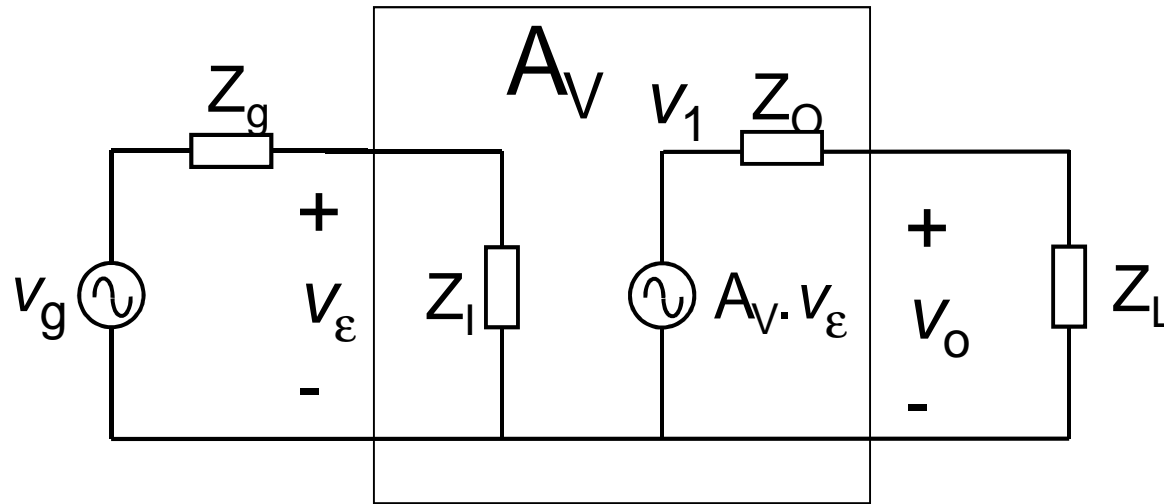 A_V
Z_g
v_1
Z_O
+
+
v_g
v_ε
Z_I
A_V. v_ε
v_o
Z_L
-
-